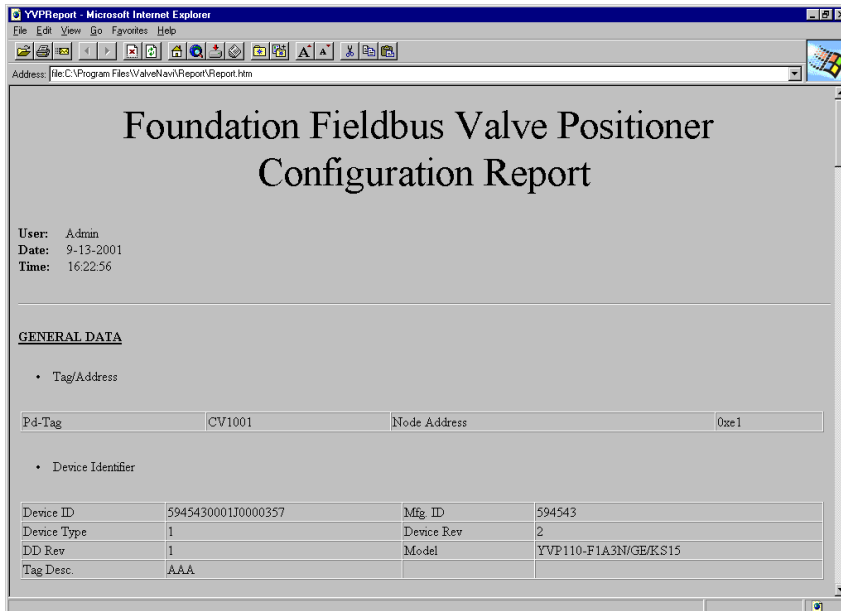 YVPReport - Microsoft Internet Explorer
File Edit View Go Favorites Help
Address: file:C:\Program Files\ValveNavi\Report\Report.htm
Foundation Fieldbus Valve Positioner
Configuration Report
User: Admin
Date: 9-13-2001
Time: 16:22:56
GENERAL DATA
• Tag/Address
Pd-Tag CV1001 Node Address 0xe1
• Device Identifier
Device ID 5945430001J0000357 Mfg. ID 594543
Device Type 1 Device Rev 2
DD Rev 1 Model YVP110-F1A3N/GE/KS15
Tag Desc. AAA